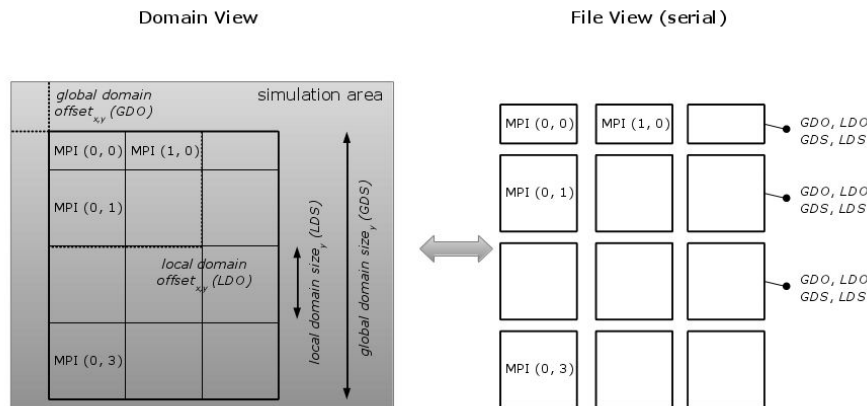 Domain View
File View (serial)
global domain
offset x,y (GDO)
simulation area
MPI (0, 0)
MPI (1, 0)
MPI (0, 1)
local domain
offset x,y (LDO)
MPI (0, 3)
local domain size y (LDS)
global domain size y (GDS)
MPI (0, 0)
MPI (1, 0)
GDO, LDO
GDS, LDS
MPI (0, 1)
GDO, LDO
GDS, LDS
GDO, LDO
GDS, LDS
MPI (0, 3)